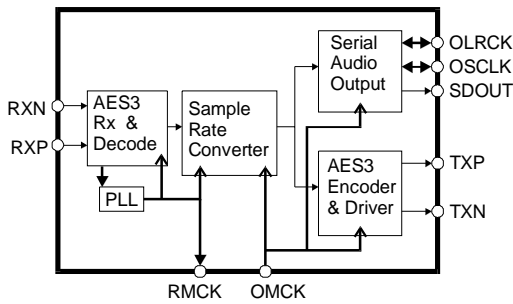 RXN
RXP
AES3
Rx &
Decode
PLL
Sample
Rate
Converter
Serial
Audio
Output
AES3
Encoder
& Driver
OLRCK
OSCLK
SDOUT
TXP
TXN
RMCK
OMCK